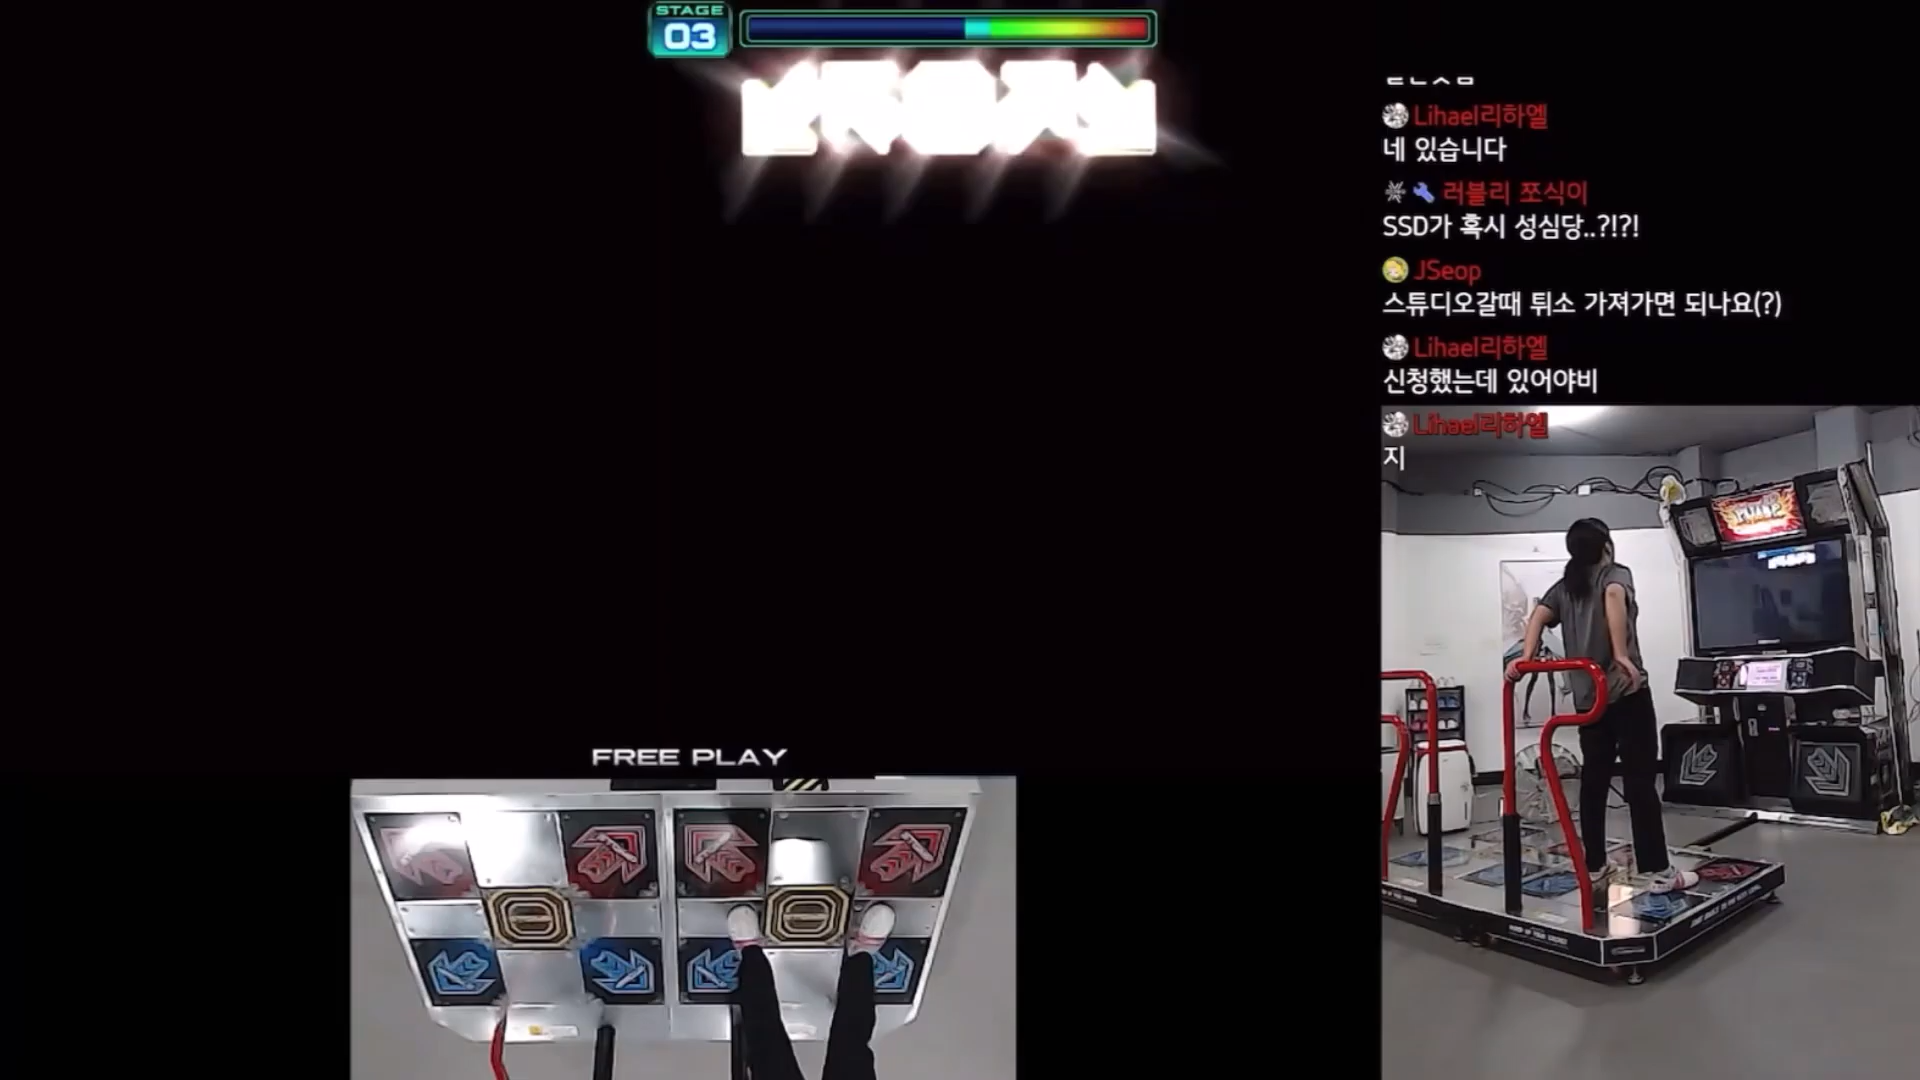 STAGE
03
Lihael리하엘
네 있습니다
러블리 쪼식이
SSD가 혹시 성심당..?!?!
JSeop
스튜디오갈때 튀소 가져가면 되나요(?)
Lihael리하엘
신청했는데 있어야비
Lihael리하엘
지
FREE PLAY